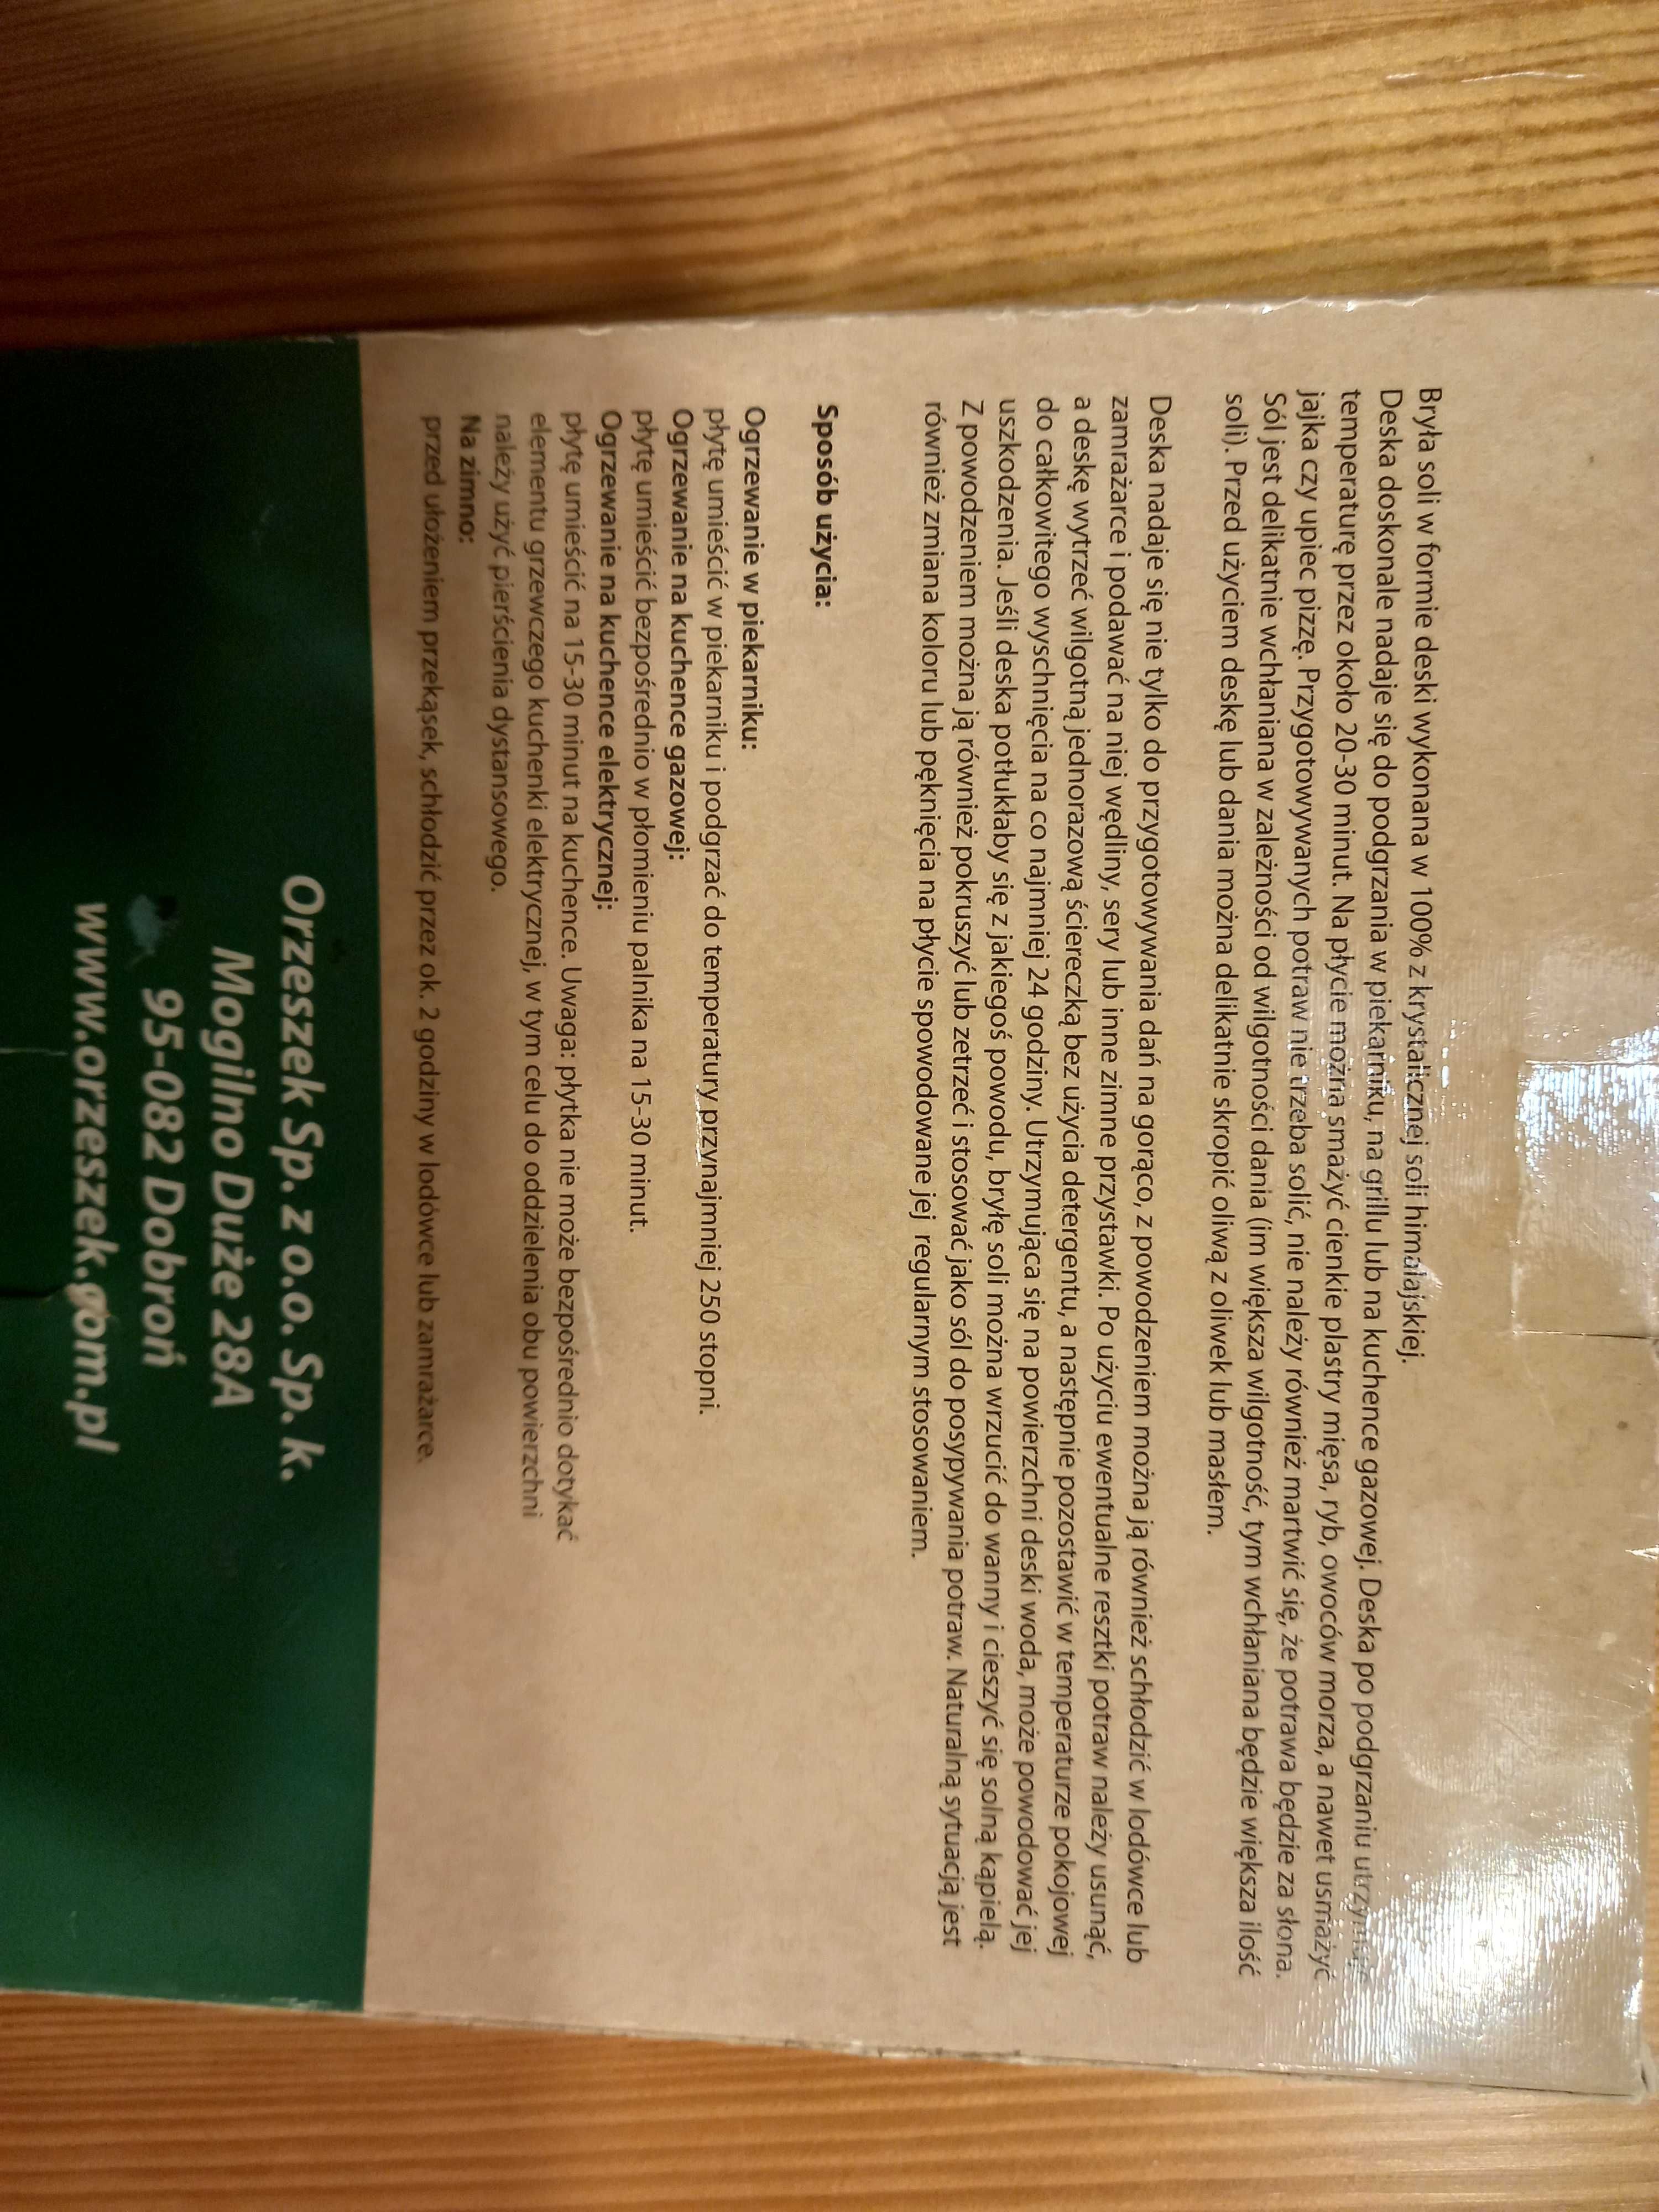 Bryła soli w formie deski wykonana w 100% z krystalicznej soli himalajskiej.
Deska doskonale nadaje się do podgrzania w piekarniku, na grillu lub na kuchence gazowej. Deska po podgrzaniu utrzymuje
temperaturę przez około 20-30 minut. Na płycie można smażyć cienkie plastry mięsa, ryb, owoców morza, a nawet usmażyć
jajka czy upiec pizzę. Przygotowywanych potraw nie trzeba solić, nie należy również martwić się, że potrawa będzie za słona.
Sól jest delikatnie wchłaniana w zależności od wilgotności dania (im większa wilgotność, tym wchłaniana będzie większa ilość
soli). Przed użyciem deskę lub dania można delikatnie skropić oliwą z oliwek lub masłem.
Deska nadaje się nie tylko do przygotowywania dań na gorąco, z powodzeniem można ją również schłodzić w lodówce lub
zamrażarce i podawać na niej wędliny, sery lub inne zimne przystawki. Po użyciu ewentualne resztki potraw należy usunąć,
a deskę wytrzeć wilgotną jednorazową ściereczką bez użycia detergentu, a następnie pozostawić w temperaturze pokojowej
do całkowitego wyschnięcia na co najmniej 24 godziny. Utrzymująca się na powierzchni deski woda, może powodować jej
uszkodzenia. Jeśli deska potłukłaby się z jakiegoś powodu, bryłę soli można wrzucić do wanny i cieszyć się solną kąpielą.
Z powodzeniem można ją również pokruszyć lub zetrzeć i stosować jako sól do posypywania potraw. Naturalną sytuacją jest
również zmiana koloru lub pęknięcia na płycie spowodowane jej regularnym stosowaniem.
Sposób użycia:
Ogrzewanie w piekarniku:
płytę umieścić w piekarniku i podgrzać do temperatury przynajmniej 250 stopni.
Ogrzewanie na kuchence gazowej:
płytę umieścić bezpośrednio w płomieniu palnika na 15-30 minut.
Ogrzewanie na kuchence elektrycznej:
płytę umieścić na 15-30 minut na kuchence. Uwaga: płytka nie może bezpośrednio dotykać
elementu grzewczego kuchenki elektrycznej, w tym celu do oddzielenia obu powierzchni
należy użyć pierścienia dystansowego.
Na zimno:
przed ułożeniem przekąsek, schłodzić przez ok. 2 godziny w lodówce lub zamrażarce.
Orzeszek Sp. z o.o. Sp. k.
Mogilno Duże 28A
95-082 Dobroń
www.orzeszek.gom.pl